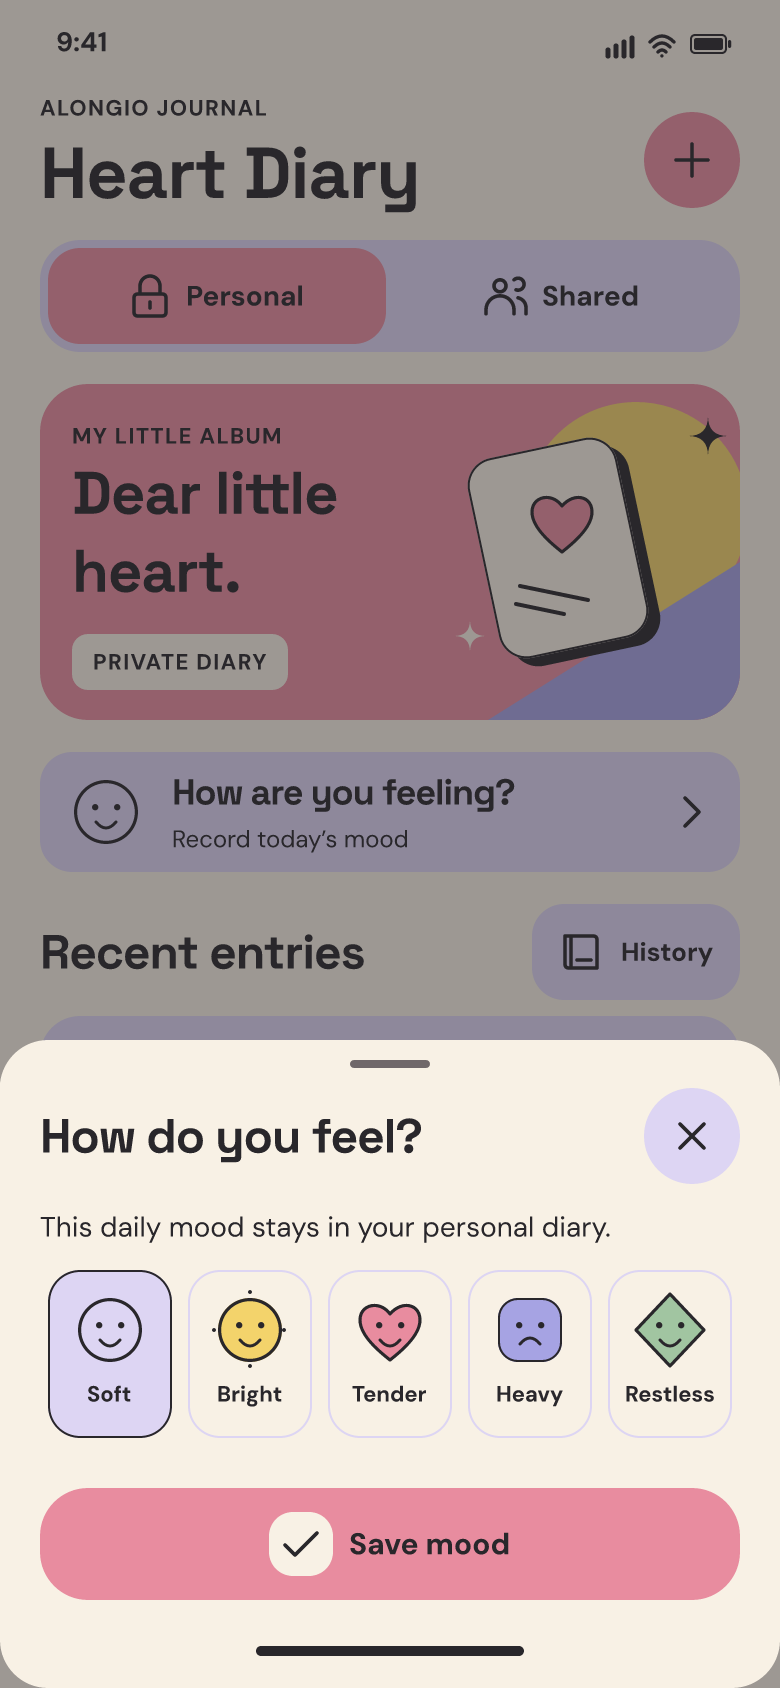 9:41
ALONGIO JOURNAL
Heart Diary
Personal
Shared
MY LITTLE ALBUM
Dear little
heart.
PRIVATE DIARY
How are you feeling?
Record today’s mood
Recent entries
History
How do you feel?
This daily mood stays in your personal diary.
Soft
Bright
Tender
Heavy
Restless
Save mood